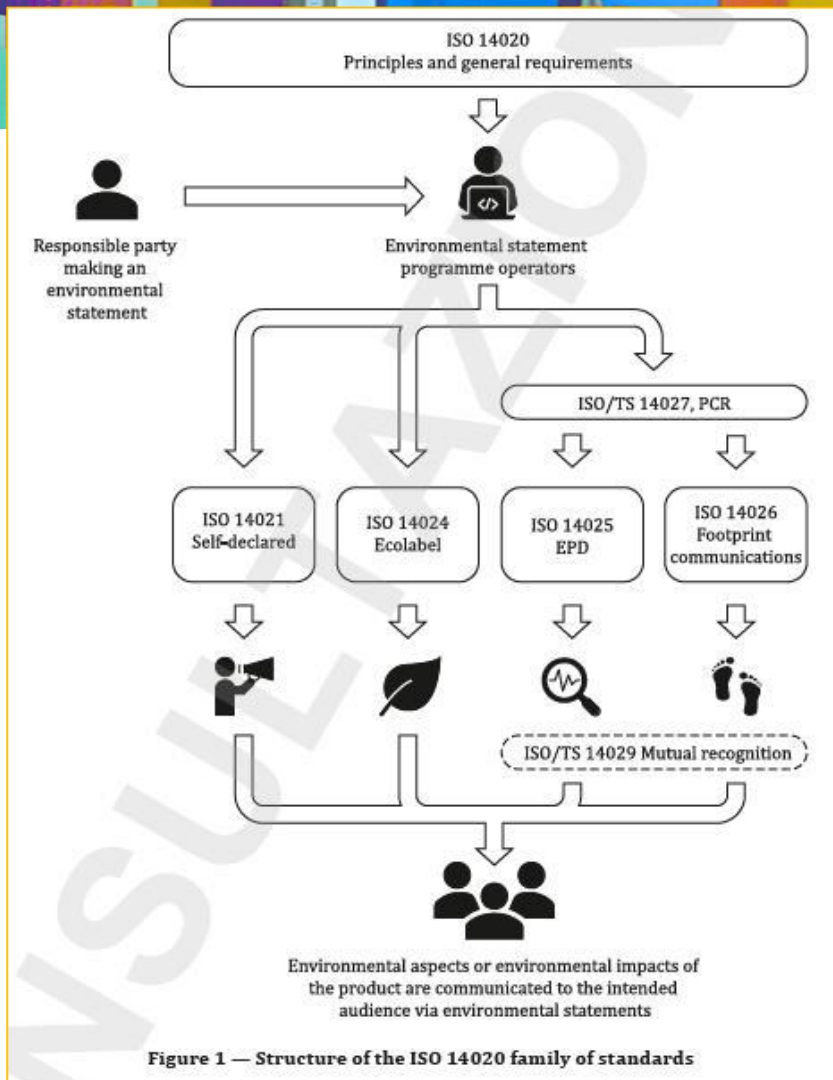 ISO 14020
Principles and general requirements
Responsible party
making an
environmental
statement
</>
Environmental statement
programme operators
ISO/TS 14027, PCR
ISO 14021
Self-declared
ISO 14024
Ecolabel
ISO 14025
EPD
ISO 14026
Footprint
communications
ISO/TS 14029 Mutual recognition
Environmental aspects or environmental impacts of
the product are communicated to the intended
audience via environmental statements
Figure 1 — Structure of the ISO 14020 family of standards
NSULTAZION